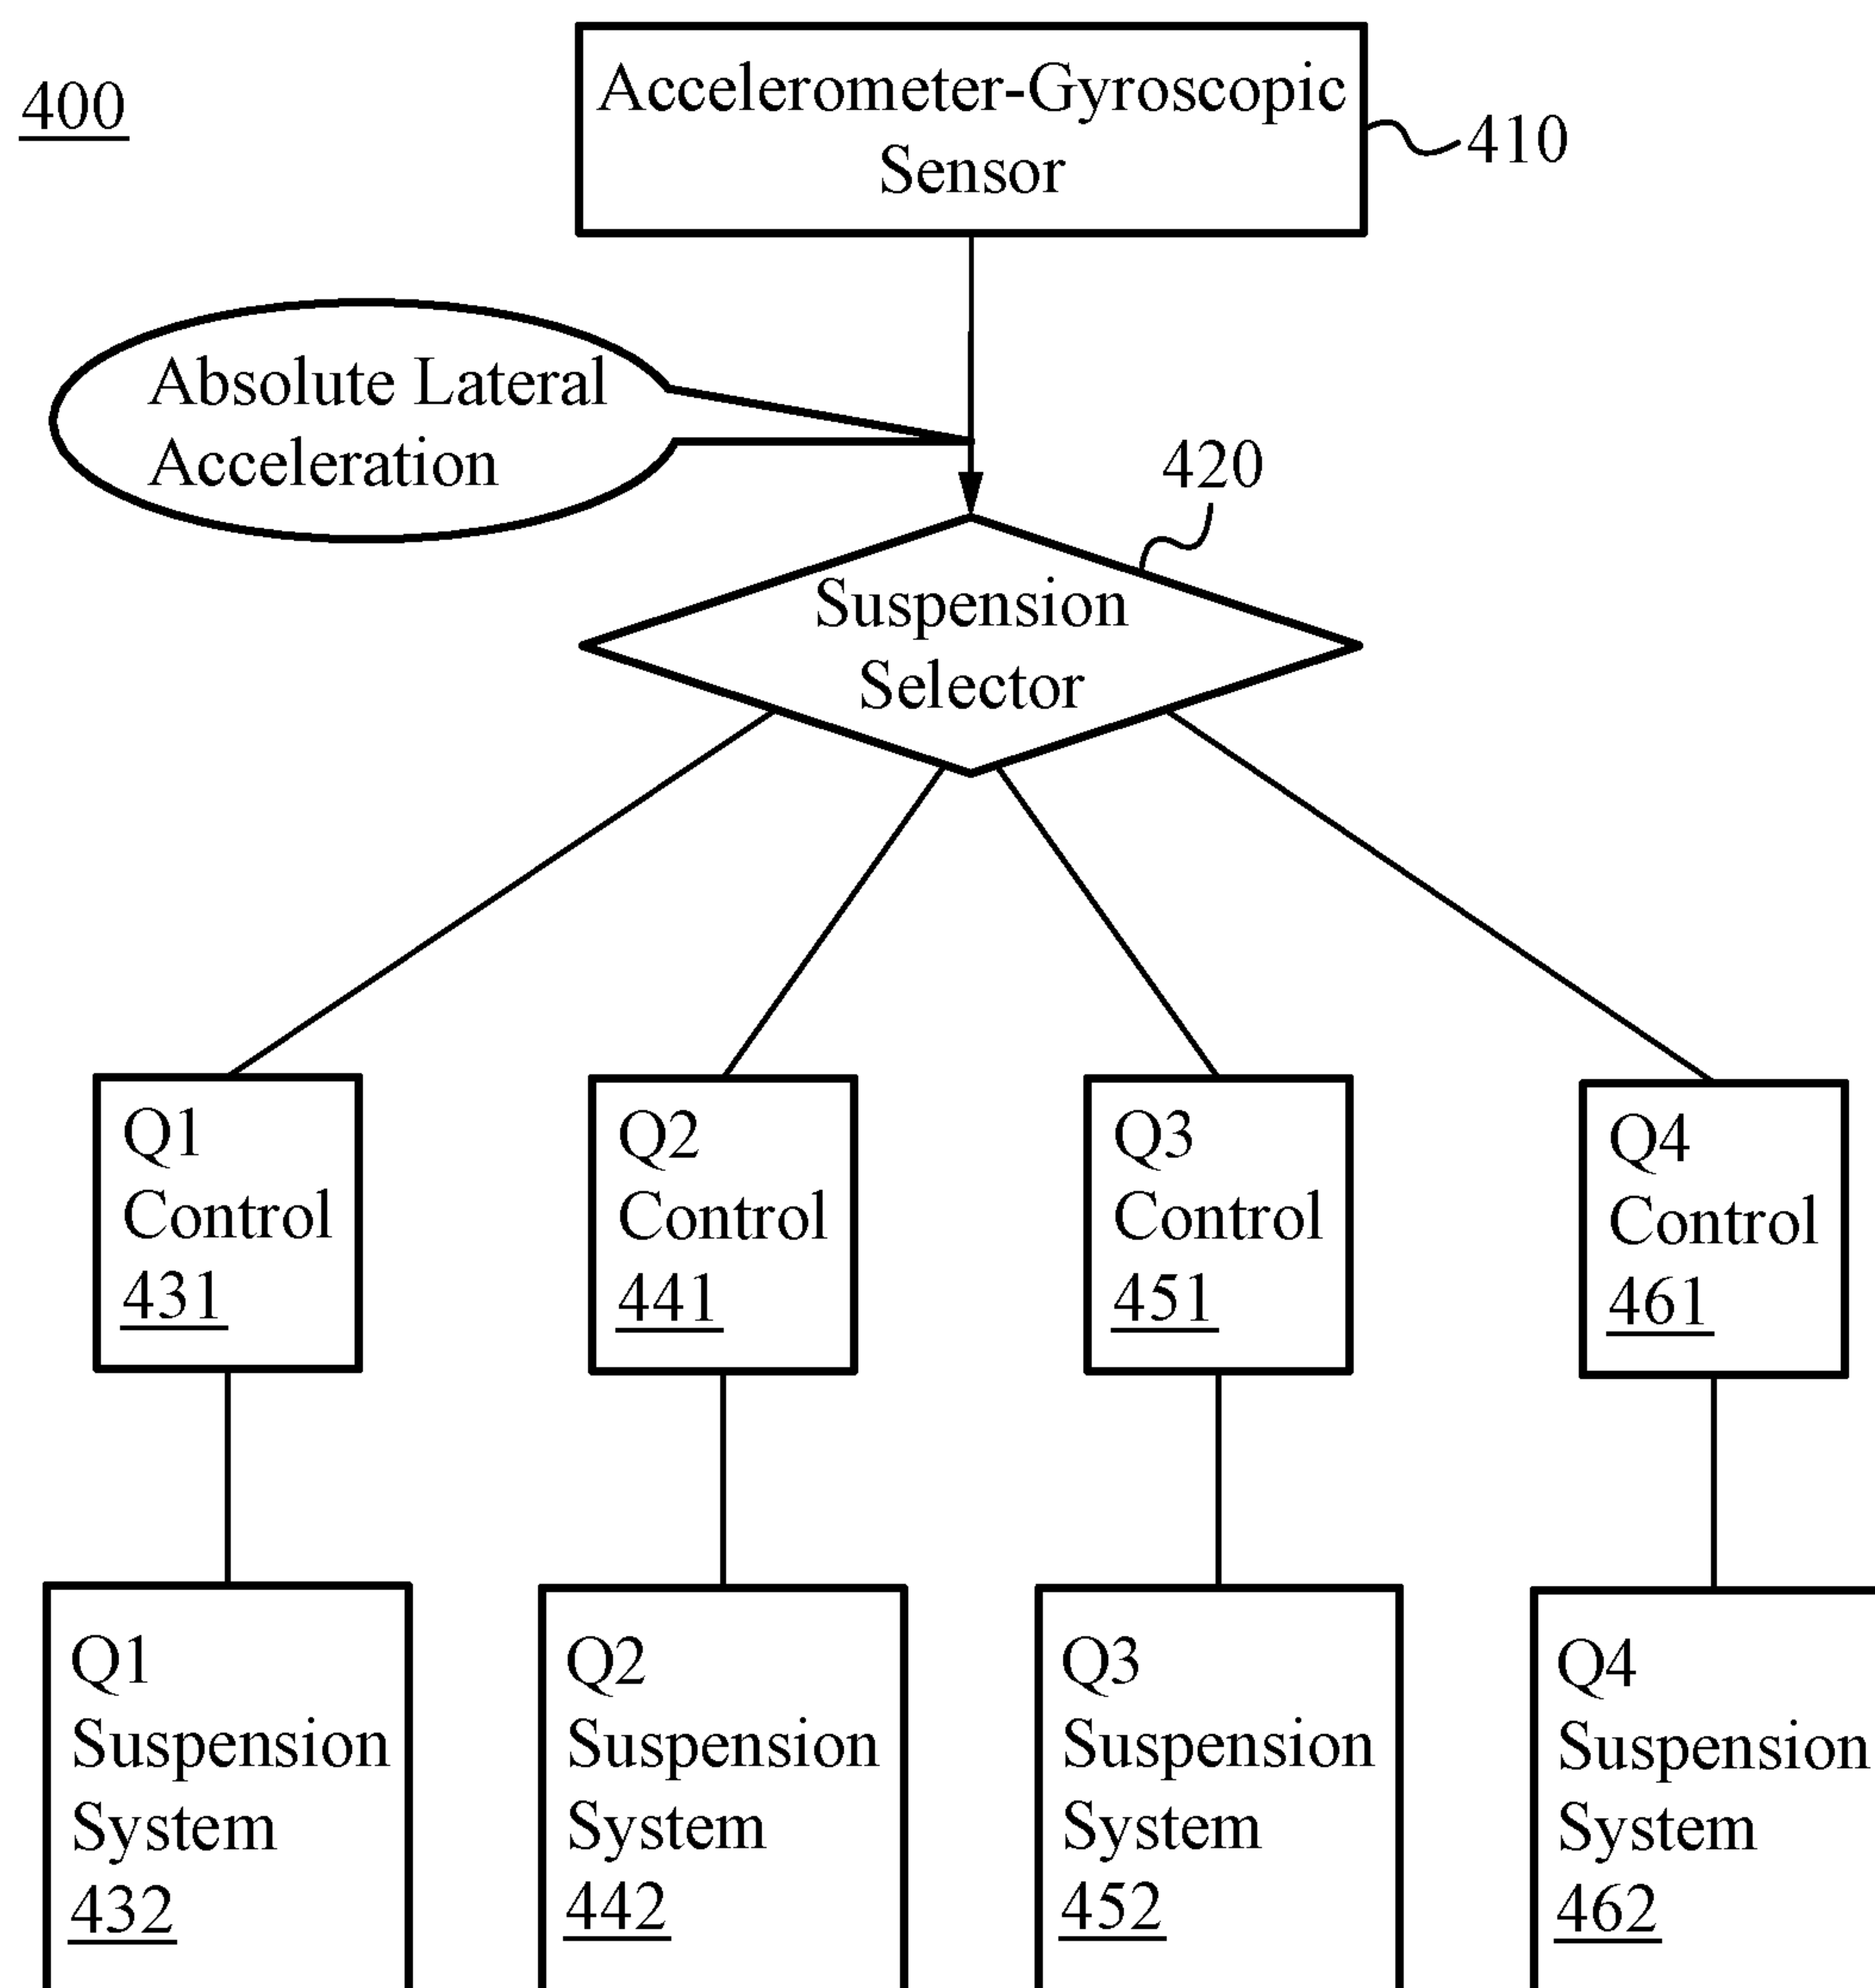 400
Accelerometer-Gyroscopic
Sensor
410
Absolute Lateral
Acceleration
420
Suspension
Selector
Q1
Control
431
Q2
Control
441
Q3
Control
451
Q4
Control
461
Q1
Suspension
System
432
Q2
Suspension
System
442
Q3
Suspension
System
452
Q4
Suspension
System
462